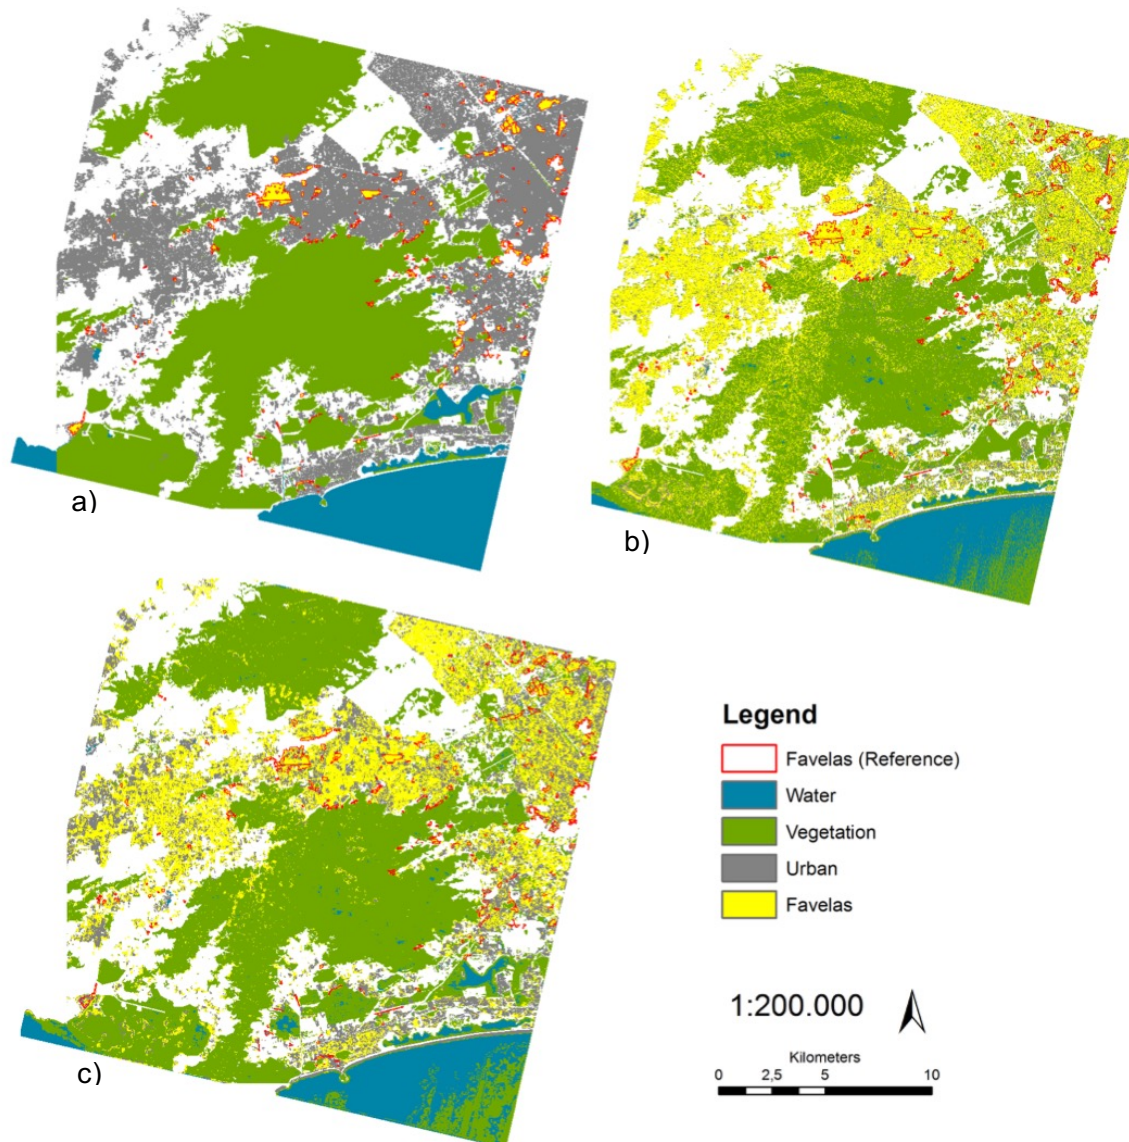 a)
b)
c)
Legend
Favelas (Reference)
Water
Vegetation
Urban
Favelas
1:200.000
Kilometers
0 2,5 5 10